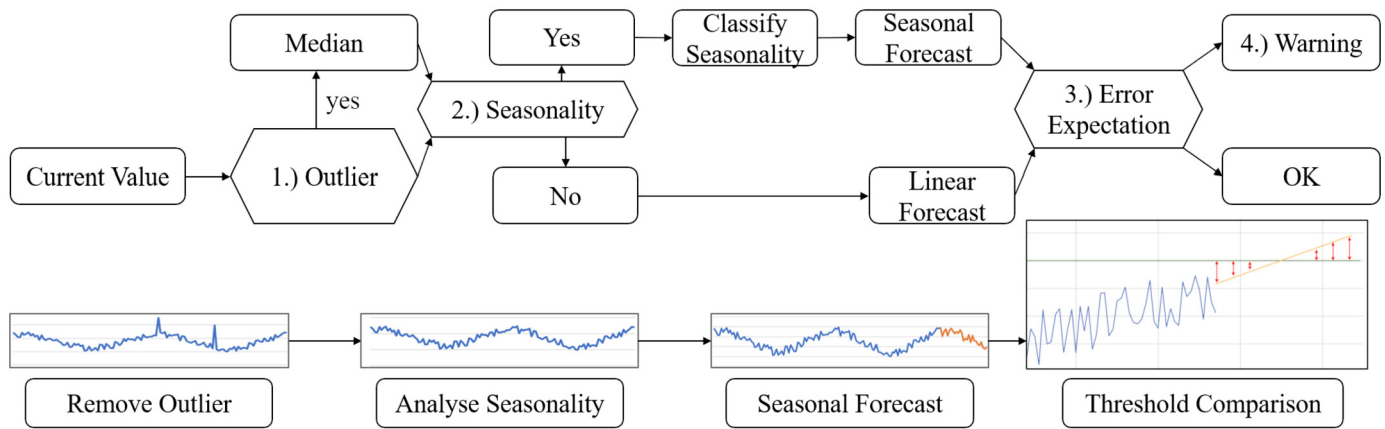 Current Value
1.) Outlier
yes
Median
2.) Seasonality
Yes
Classify
Seasonality
Seasonal
Forecast
No
Linear
Forecast
3.) Error
Expectation
4.) Warning
OK
Remove Outlier
Analyse Seasonality
Seasonal Forecast
Threshold Comparison